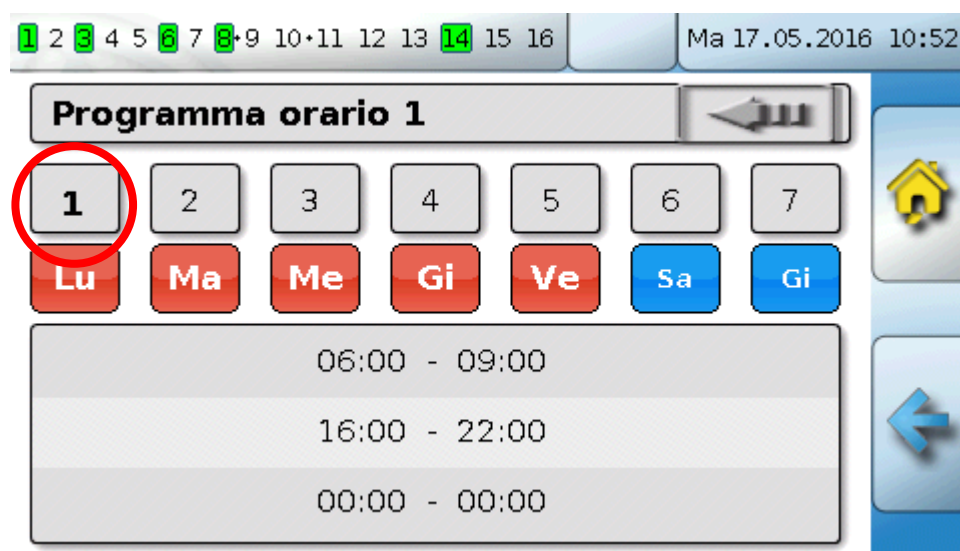 1 2 3 4 5 6 7 8·9 10·11 12 13 14 15 16 Ma 17.05.2016 10:52
Programma orario 1
1 2 3 4 5 6 7
Lu Ma Me Gi Ve Sa Gi
06:00 - 09:00
16:00 - 22:00
00:00 - 00:00